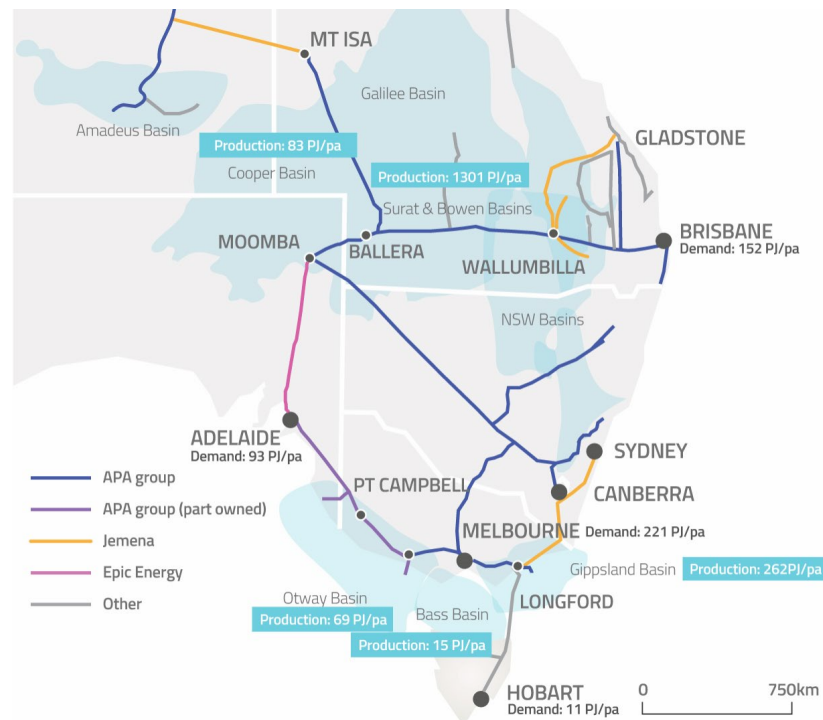 MT ISA
Galilee Basin
Amadeus Basin
GLADSTONE
Production: 83 PJ/pa
Cooper Basin
Production: 1301 PJ/pa
Surat & Bowen Basins
MOOMBA
BALLERA
WALLUMBILLA
BRISBANE
Demand: 152 PJ/pa
NSW Basins
ADELAIDE
Demand: 93 PJ/pa
SYDNEY
CANBERRA
PT CAMPBELL
MELBOURNE Demand: 221 PJ/pa
Gippsland Basin Production: 262PJ/pa
LONGFORD
Otway Basin
Production: 69 PJ/pa
Bass Basin
Production: 15 PJ/pa
HOBART
Demand: 11 PJ/pa
APA group
APA group (part owned)
Jemena
Epic Energy
Other
0 750km